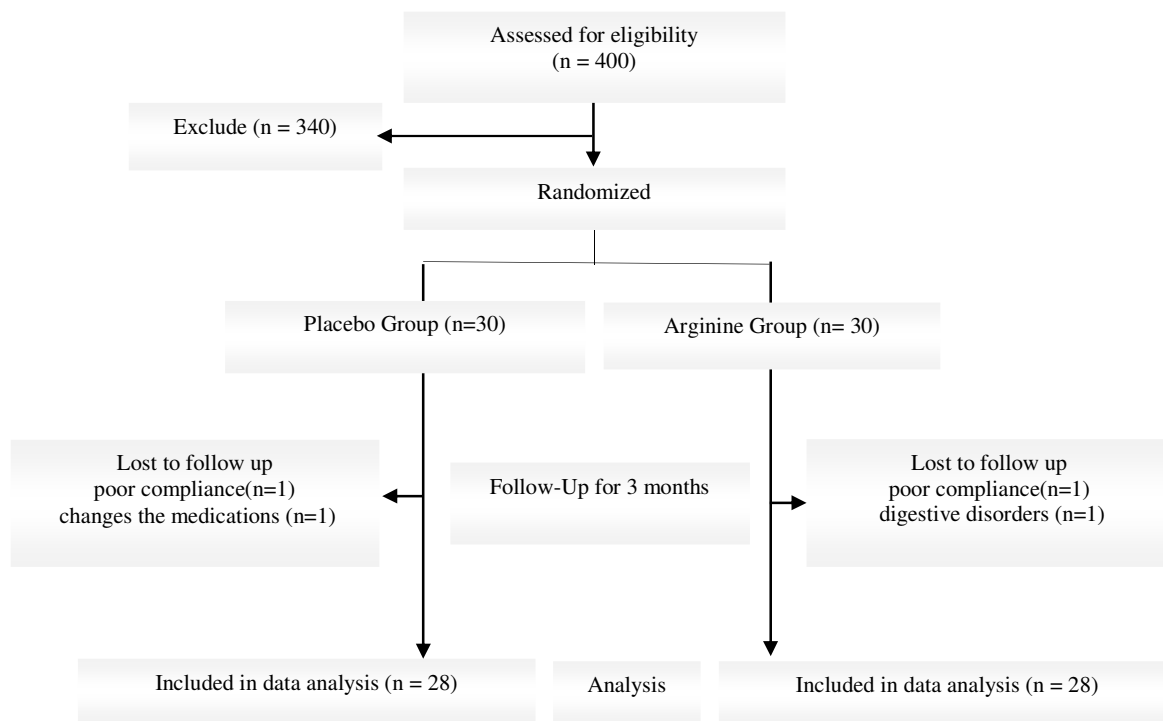 Assessed for eligibility
(n = 400)
Exclude (n = 340)
Randomized
Placebo Group (n=30)
Arginine Group (n= 30)
Lost to follow up
poor compliance(n=1)
changes the medications (n=1)
Follow-Up for 3 months
Lost to follow up
poor compliance(n=1)
digestive disorders (n=1)
Included in data analysis (n = 28)
Analysis
Included in data analysis (n = 28)